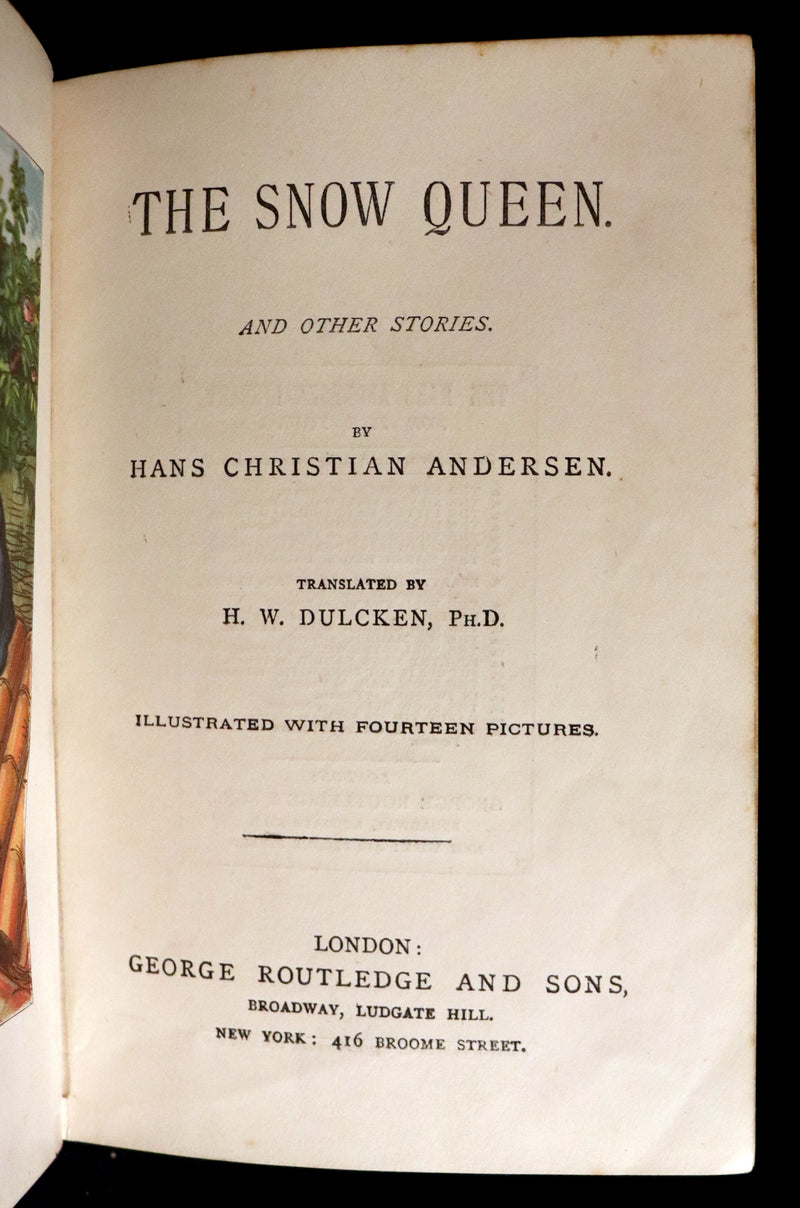 THE SNOW QUEEN.
AND OTHER STORIES.
BY
HANS CHRISTIAN ANDERSEN.
TRANSLATED BY
H. W. DULCKEN, PH.D.
ILLUSTRATED WITH FOURTEEN PICTURES.
LONDON:
GEORGE ROUTLEDGE AND SONS,
BROADWAY, LUDGATE HILL.
NEW YORK: 416 BROOME STREET.